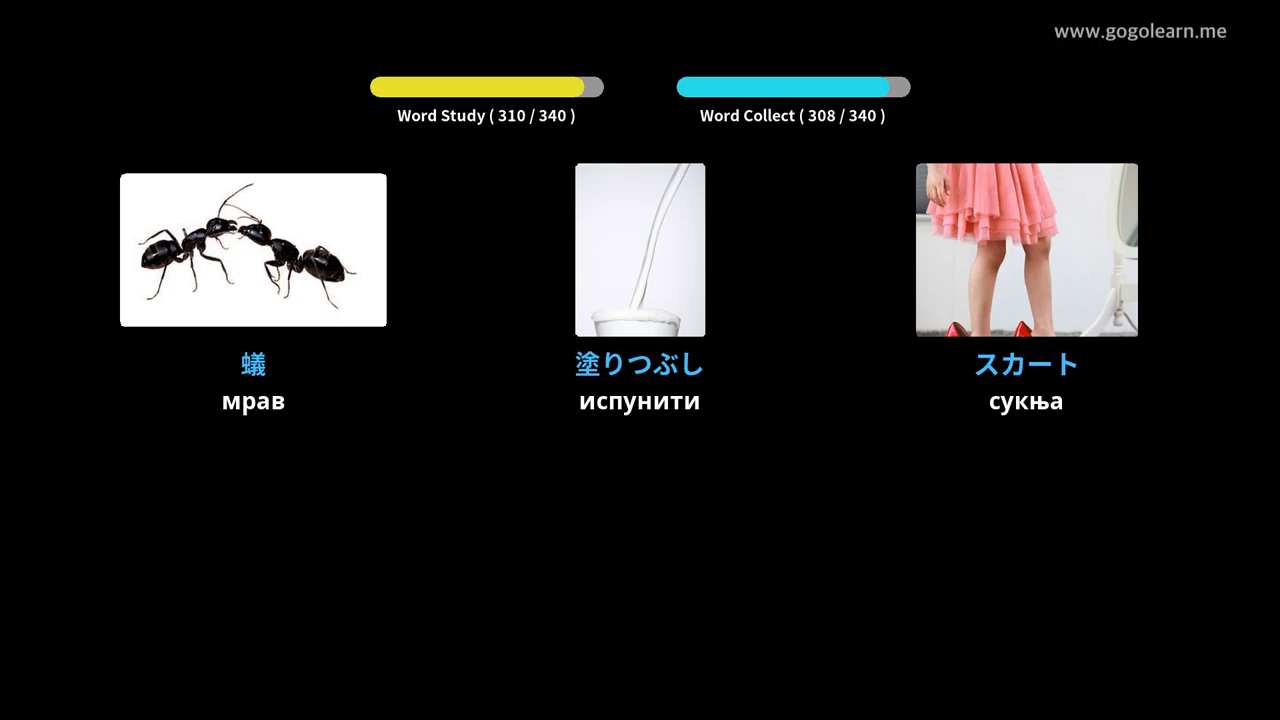 www.gogolearn.me
Word Study ( 310 / 340 )
Word Collect ( 308 / 340 )
蟻
塗りつぶし
スカート
мрав
испунити
сукња